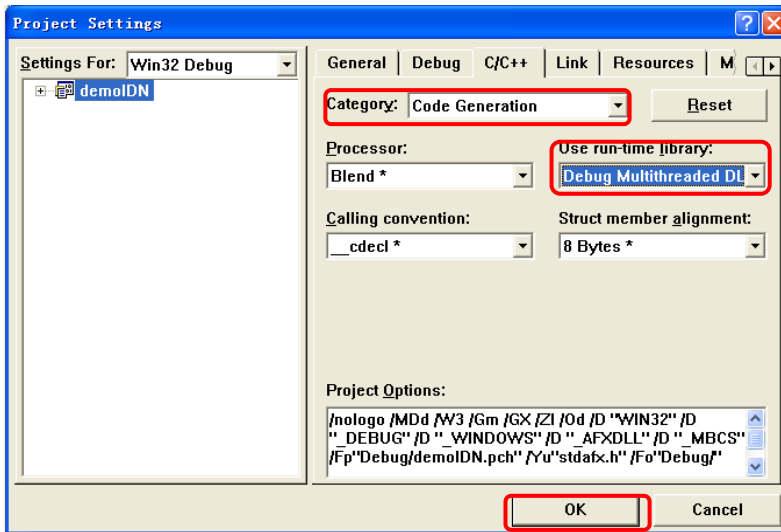 Project Settings
Settings For: Win32 Debug
demoIDN
General Debug C/C++ Link Resources M
Category: Code Generation Reset
Processor: Use run-time library:
Blend * Debug Multithreaded DL
Calling convention: Struct member alignment:
__cdecl * 8 Bytes *
Project Options:
/nologo /MDd /W3 /Gm /GX /ZI /Od /D "WIN32" /D
"_DEBUG" /D "_WINDOWS" /D "_AFXDLL" /D "_MBCS"
/Fp"Debug/demoIDN.pch" /Yu"stdafx.h" /Fo"Debug/"
OK Cancel